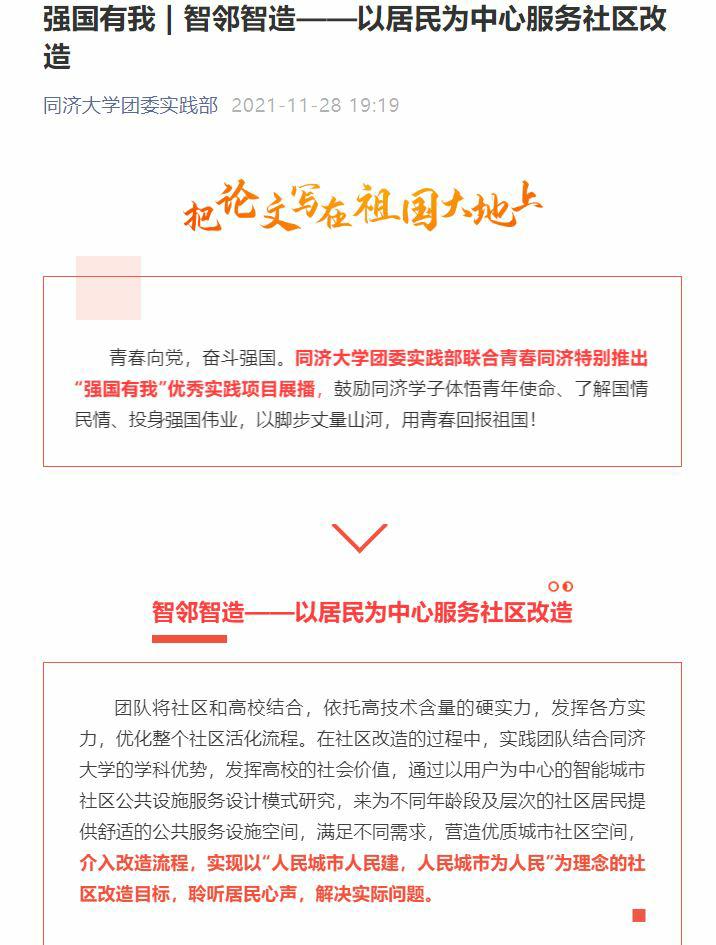 强国有我 | 智邻智造——以居民为中心服务社区改
造
同济大学团委实践部 2021-11-28 19:19
把论文写在祖国大地上
青春向党，奋斗强国。同济大学团委实践部联合青春同济特别推出
“强国有我”优秀实践项目展播，鼓励同济学子体悟青年使命、了解国情
民情、投身强国伟业，以脚步丈量山河，用青春回报祖国！
智邻智造——以居民为中心服务社区改造
团队将社区和高校结合，依托高技术含量的硬实力，发挥各方实
力，优化整个社区活化流程。在社区改造的过程中，实践团队结合同济
大学的学科优势，发挥高校的社会价值，通过以用户为中心的智能城市
社区公共设施服务设计模式研究，来为不同年龄段及层次的社区居民提
供舒适的公共服务设施空间，满足不同需求，营造优质城市社区空间，
介入改造流程，实现以“人民城市人民建，人民城市为人民”为理念的社
区改造目标，聆听居民心声，解决实际问题。